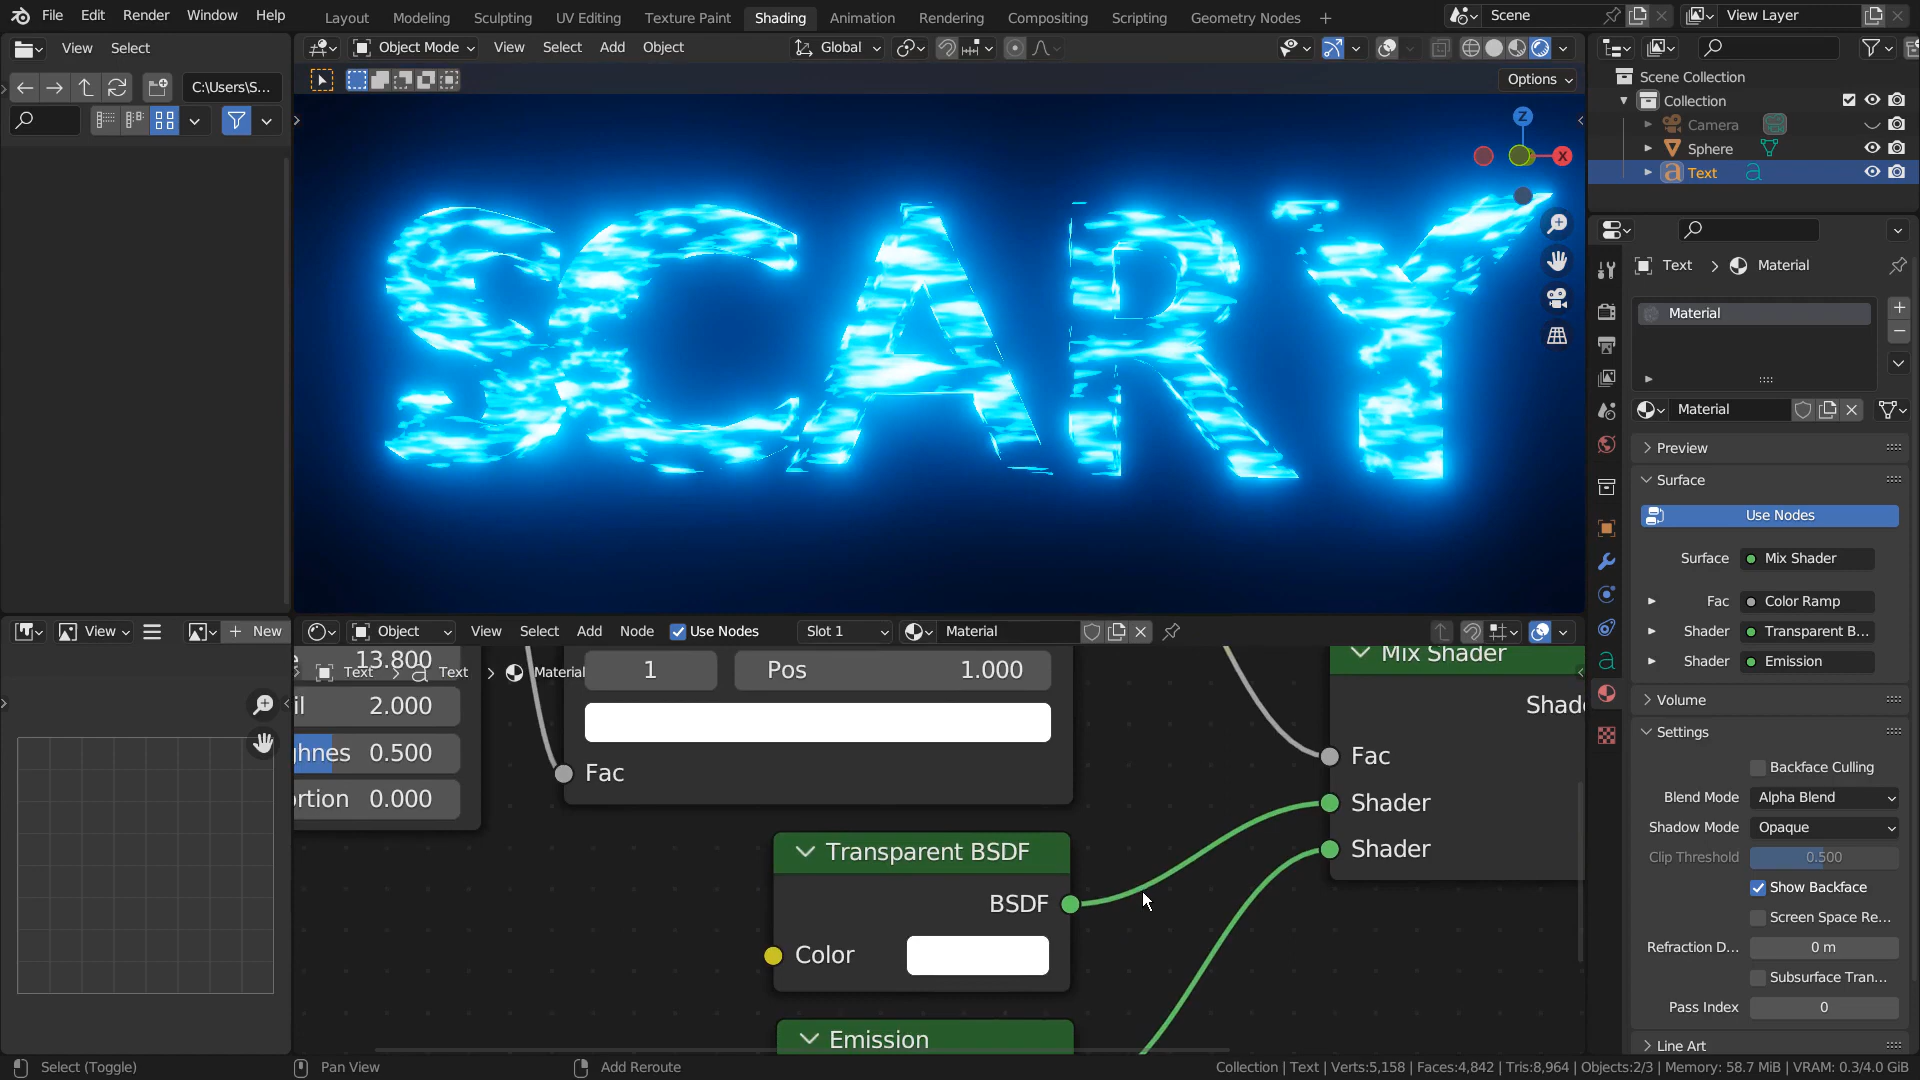 File Edit Render Window Help
Layout Modeling Sculpting UV Editing Texture Paint Shading Animation Rendering Compositing Scripting Geometry Nodes
Scene
View Layer
View Select
Object Mode View Select Add Object
Global
C:\Users\S...
Options
Scene Collection
Collection
Camera
Sphere
Text
Z
X
SCARY
Text > Material
Material
Material
Preview
Surface
Use Nodes
Surface Mix Shader
Fac Color Ramp
Shader Transparent B...
Shader Emission
Volume
Settings
Backface Culling
Blend Mode Alpha Blend
Shadow Mode Opaque
Clip Threshold 0.500
Show Backface
Screen Space Re...
Refraction D... 0 m
Subsurface Tran...
Pass Index 0
Line Art
View New
Object View Select Add Node Use Nodes Slot 1 Material
Text > Text > Material
e 13.800
il 2.000
ghnes 0.500
ortion 0.000
1 Pos 1.000
Fac
Transparent BSDF
BSDF
Color
Emission
Mix Shader
Shade
Fac
Shader
Shader
Select (Toggle) Pan View Add Reroute
Collection | Text | Verts:5,158 | Faces:4,842 | Tris:8,964 | Objects:2/3 | Memory: 58.7 MiB | VRAM: 0.3/4.0 GiB